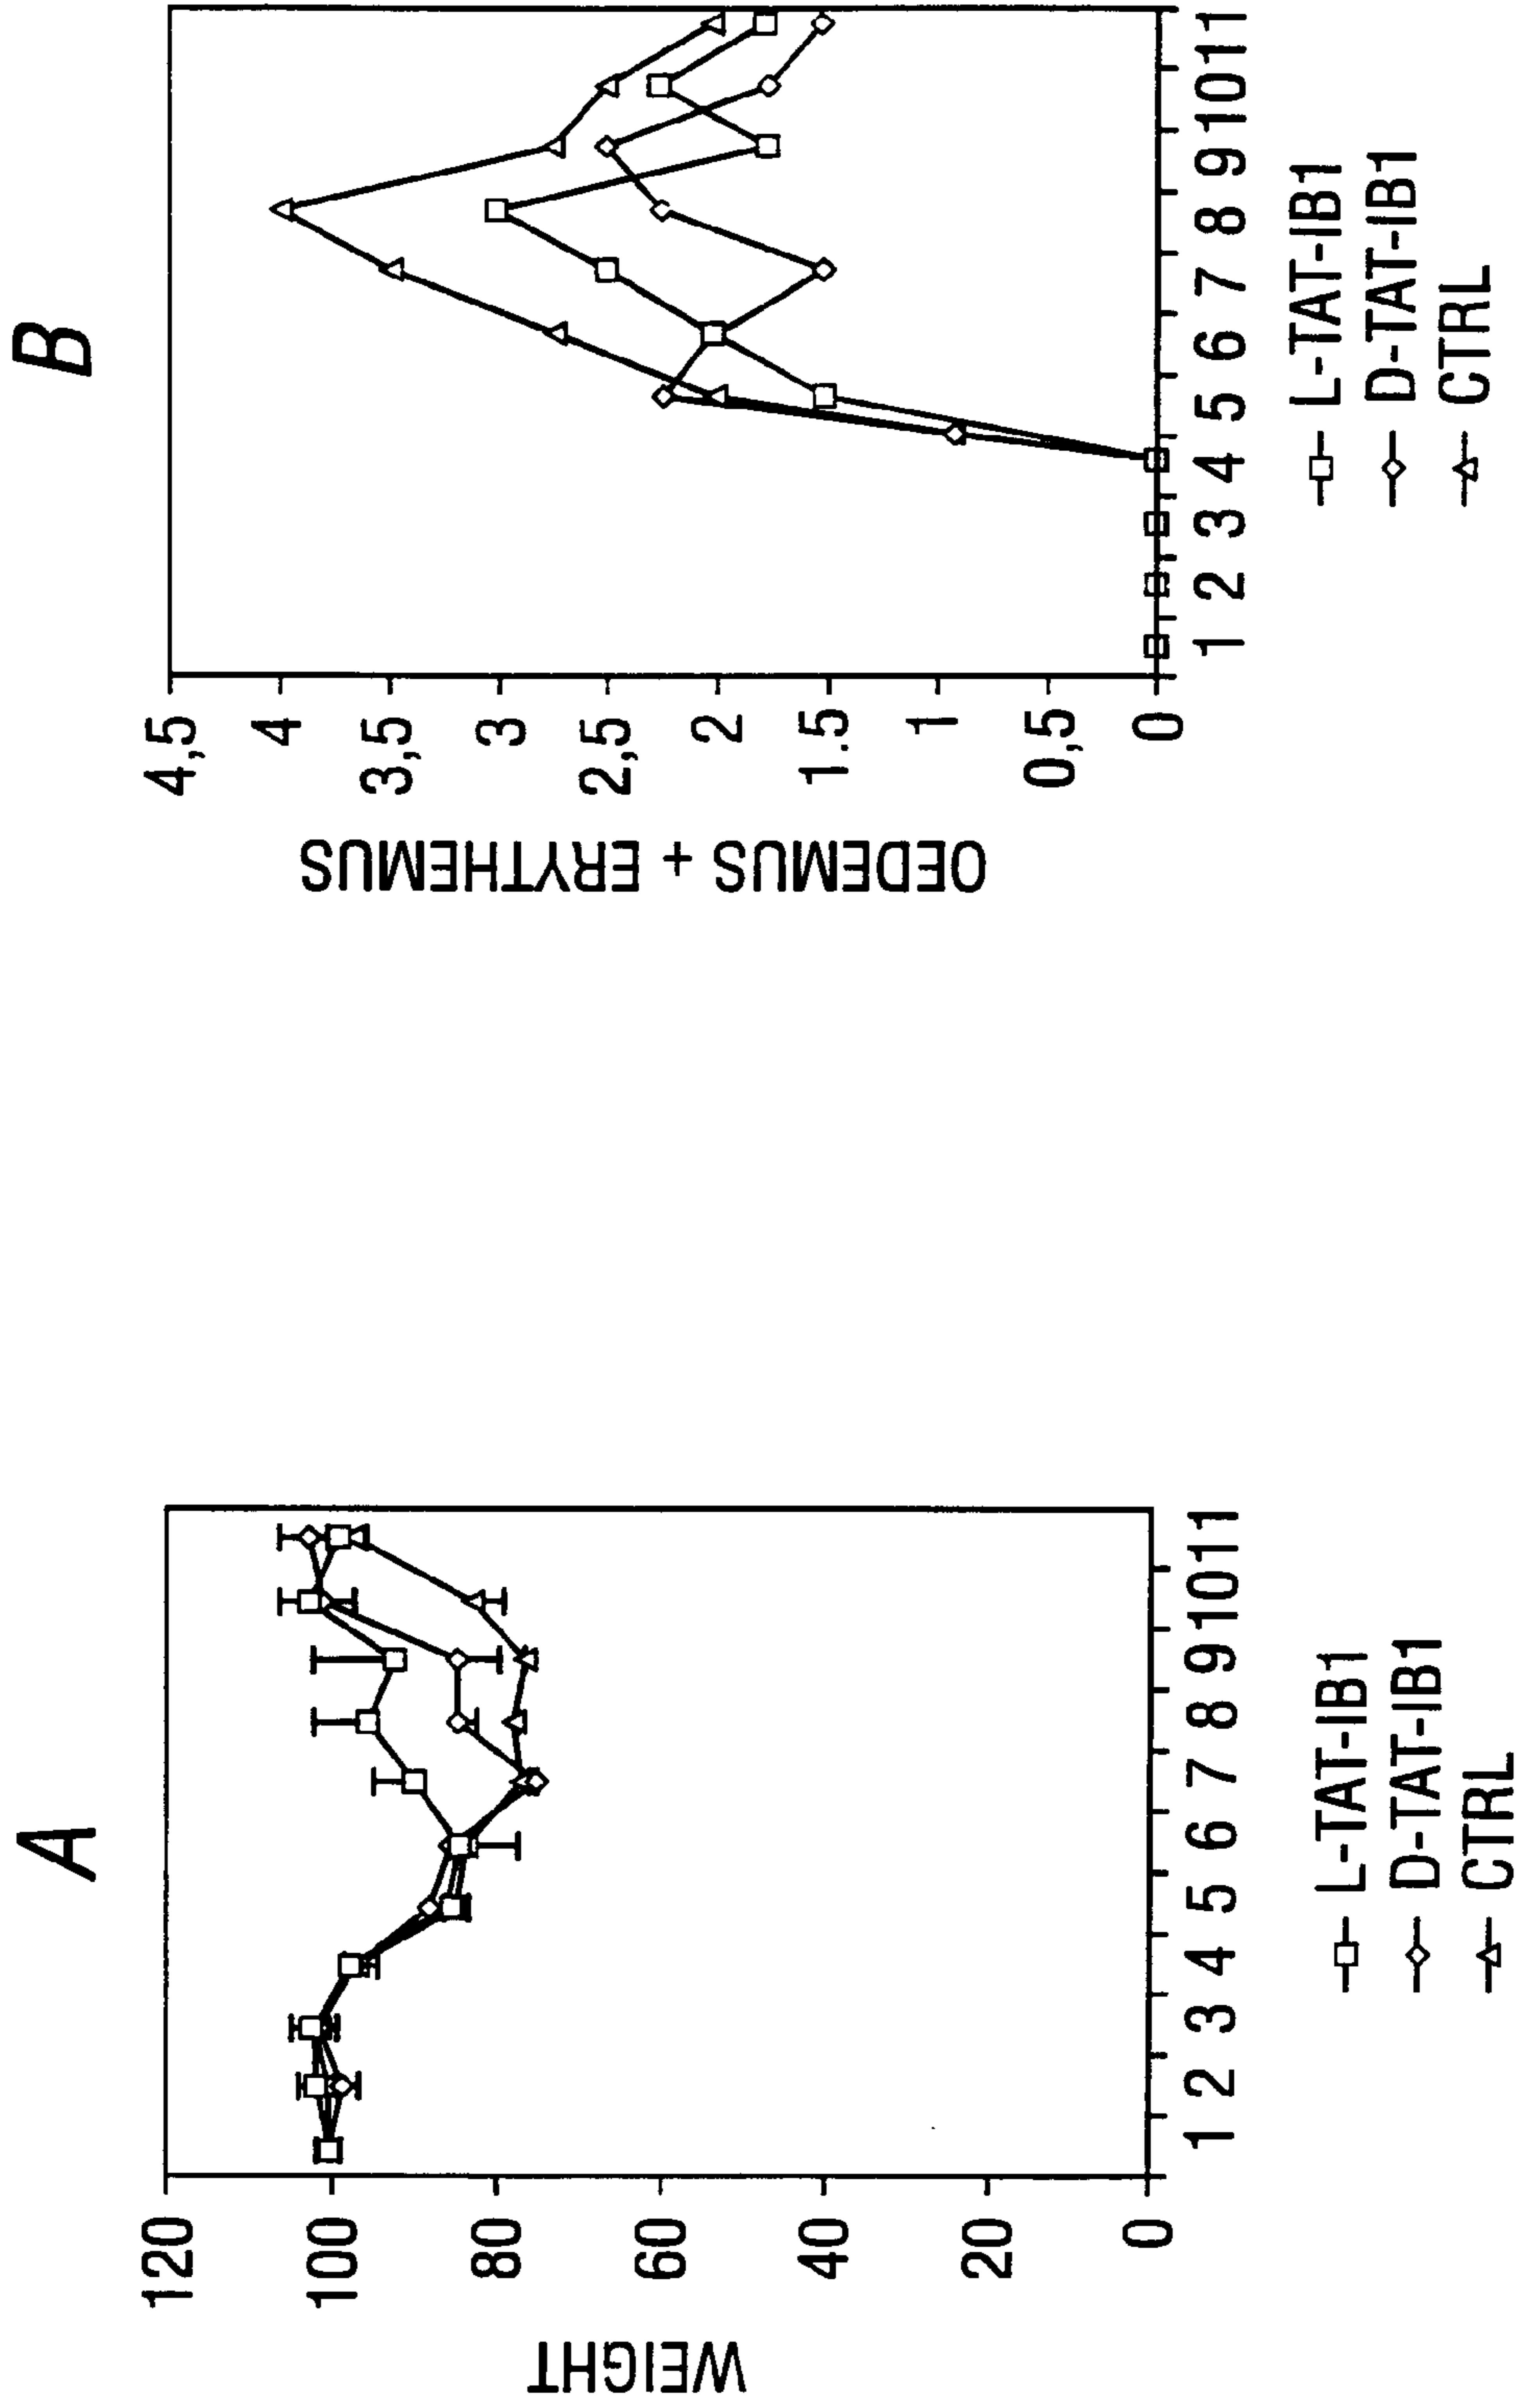 A
WEIGHT
120
100
80
60
40
20
0
1 2 3 4 5 6 7 8 9 10 11
L-TAT-IB1
D-TAT-IB1
CTRL
B
OEDEMUS + ERYTHEMUS
4,5
4
3,5
3
2,5
2
1.5
1
0,5
0
1 2 3 4 5 6 7 8 9 10 11
L-TAT-IB1
D-TAT-IB1
CTRL